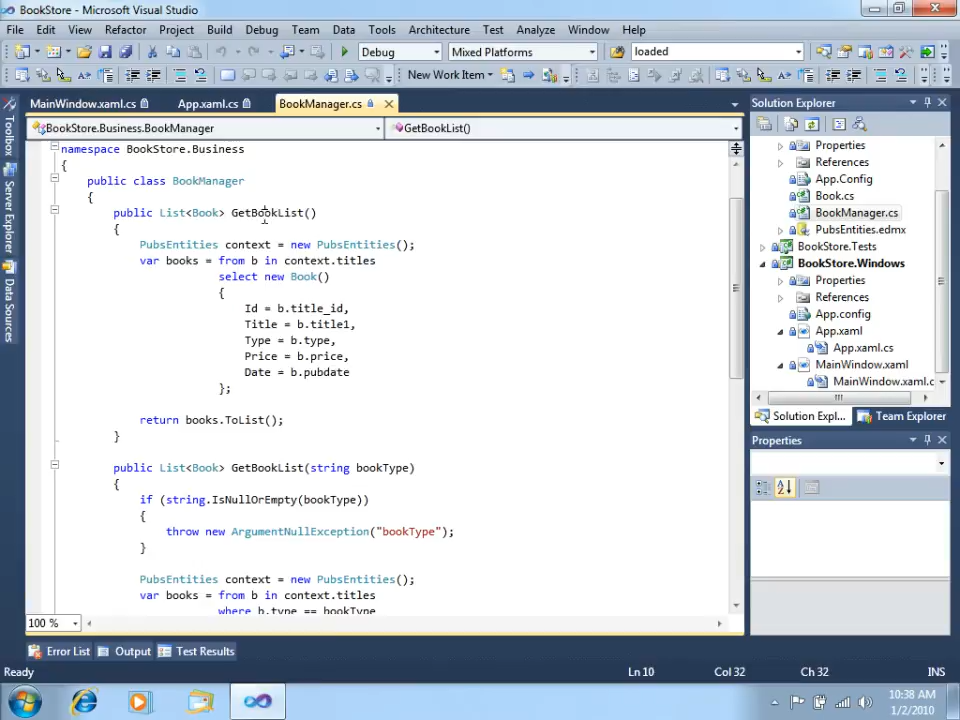 BookStore - Microsoft Visual Studio
File Edit View Refactor Project Build Debug Team Data Tools Architecture Test Analyze Window Help
Debug Mixed Platforms loaded
New Work Item
MainWindow.xaml.cs App.xaml.cs BookManager.cs
BookStore.Business.BookManager GetBookList()
namespace BookStore.Business
{
public class BookManager
{
public List<Book> GetBookList()
{
PubsEntities context = new PubsEntities();
var books = from b in context.titles
select new Book()
{
Id = b.title_id,
Title = b.title1,
Type = b.type,
Price = b.price,
Date = b.pubdate
};
return books.ToList();
}
public List<Book> GetBookList(string bookType)
{
if (string.IsNullOrEmpty(bookType))
{
throw new ArgumentNullException("bookType");
}
PubsEntities context = new PubsEntities();
var books = from b in context.titles
where b.type == bookType
100 %
Toolbox
Server Explorer
Data Sources
Solution Explorer
Properties
References
App.Config
Book.cs
BookManager.cs
PubsEntities.edmx
BookStore.Tests
BookStore.Windows
Properties
References
App.config
App.xaml
App.xaml.cs
MainWindow.xaml
MainWindow.xaml.c
Solution Expl... Team Explorer
Properties
Error List Output Test Results
Ready Ln 10 Col 32 Ch 32 INS
10:38 AM
1/2/2010